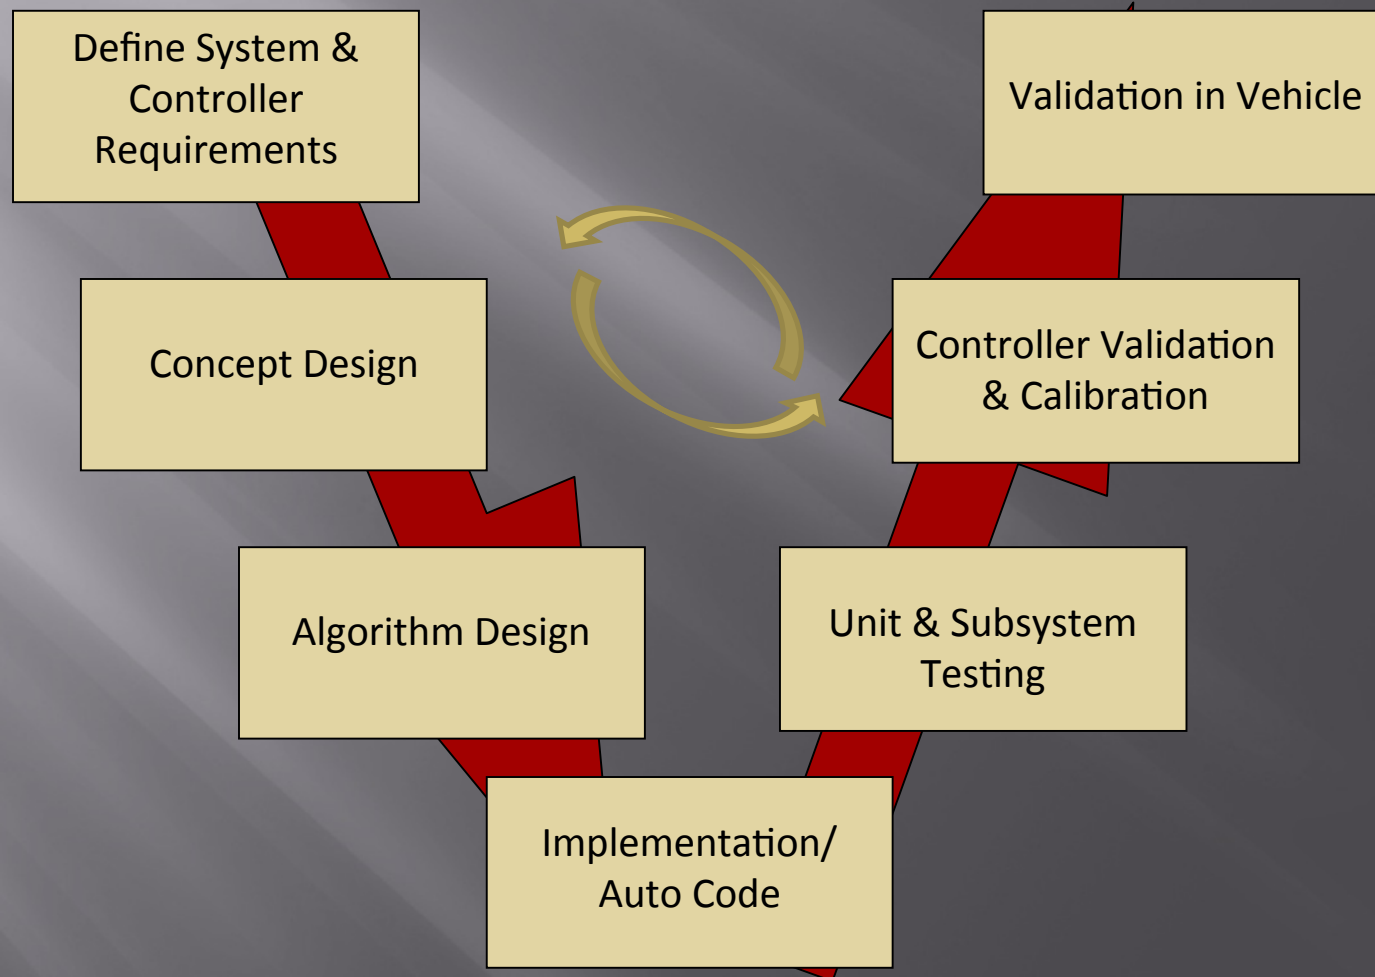 Define System &
Controller
Requirements
Concept Design
Algorithm Design
Implementation/
Auto Code
Unit & Subsystem
Testing
Controller Validation
& Calibration
Validation in Vehicle